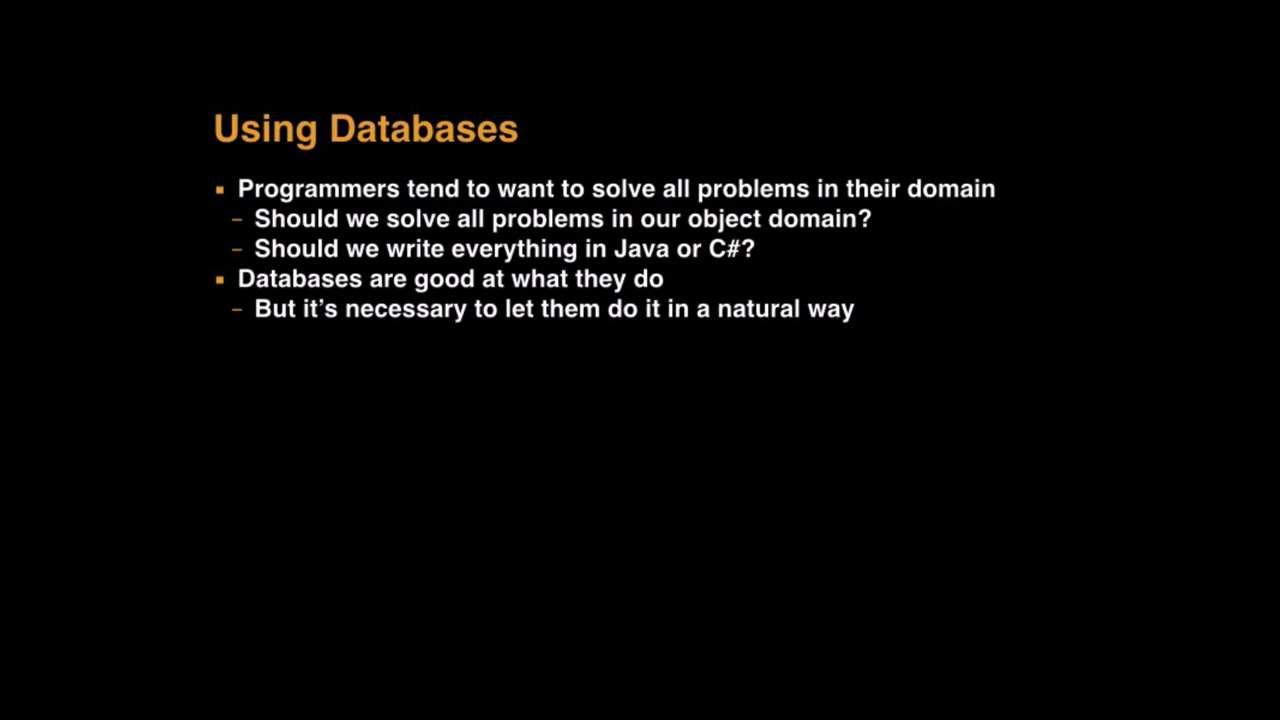 Using Databases
▪ Programmers tend to want to solve all problems in their domain
– Should we solve all problems in our object domain?
– Should we write everything in Java or C#?
▪ Databases are good at what they do
– But it’s necessary to let them do it in a natural way